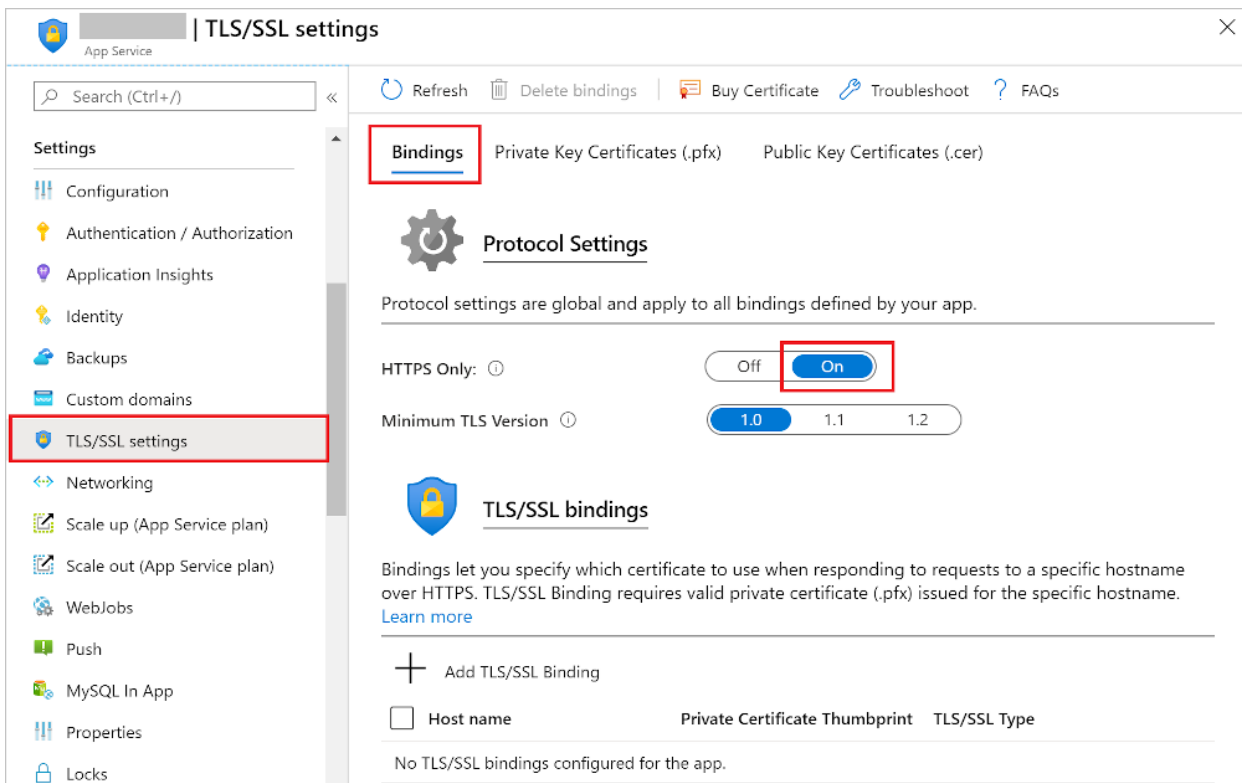 | TLS/SSL settings
App Service
Search (Ctrl+/)
Settings
Configuration
Authentication / Authorization
Application Insights
Identity
Backups
Custom domains
TLS/SSL settings
Networking
Scale up (App Service plan)
Scale out (App Service plan)
WebJobs
Push
MySQL In App
Properties
Locks
Refresh Delete bindings Buy Certificate Troubleshoot ? FAQs
Bindings Private Key Certificates (.pfx) Public Key Certificates (.cer)
Protocol Settings
Protocol settings are global and apply to all bindings defined by your app.
HTTPS Only: Off On
Minimum TLS Version 1.0 1.1 1.2
TLS/SSL bindings
Bindings let you specify which certificate to use when responding to requests to a specific hostname
over HTTPS. TLS/SSL Binding requires valid private certificate (.pfx) issued for the specific hostname.
Learn more
Add TLS/SSL Binding
Host name Private Certificate Thumbprint TLS/SSL Type
No TLS/SSL bindings configured for the app.